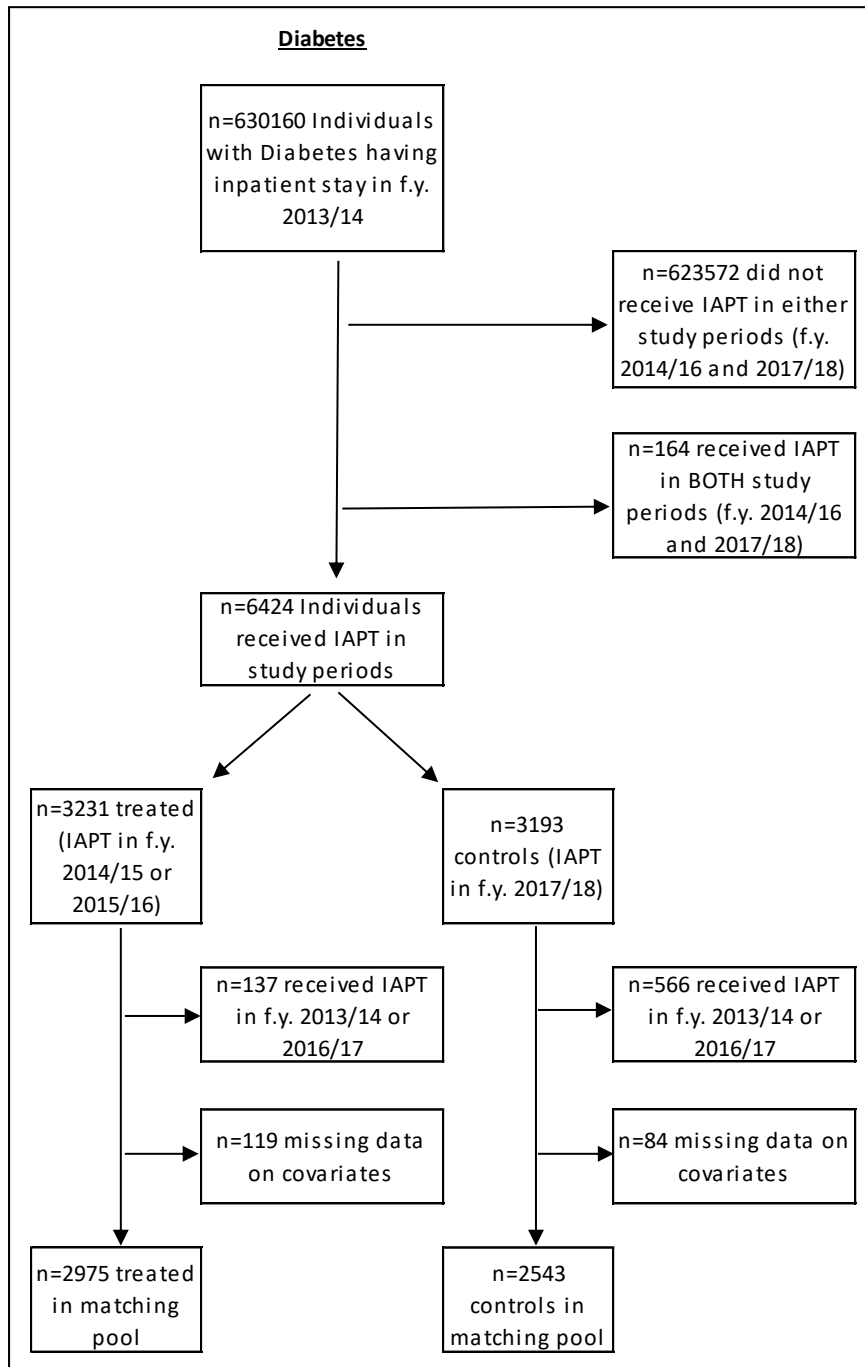 Diabetes
n=630160 Individuals
with Diabetes having
inpatient stay in f.y.
2013/14
n=623572 did not
receive IAPT in either
study periods (f.y.
2014/16 and 2017/18)
n=164 received IAPT
in BOTH study
periods (f.y. 2014/16
and 2017/18)
n=6424 Individuals
received IAPT in
study periods
n=3231 treated
(IAPT in f.y.
2014/15 or
2015/16)
n=3193
controls (IAPT
in f.y. 2017/18)
n=137 received IAPT
in f.y. 2013/14 or
2016/17
n=566 received IAPT
in f.y. 2013/14 or
2016/17
n=119 missing data
on covariates
n=84 missing data on
covariates
n=2975 treated
in matching
pool
n=2543
controls in
matching pool